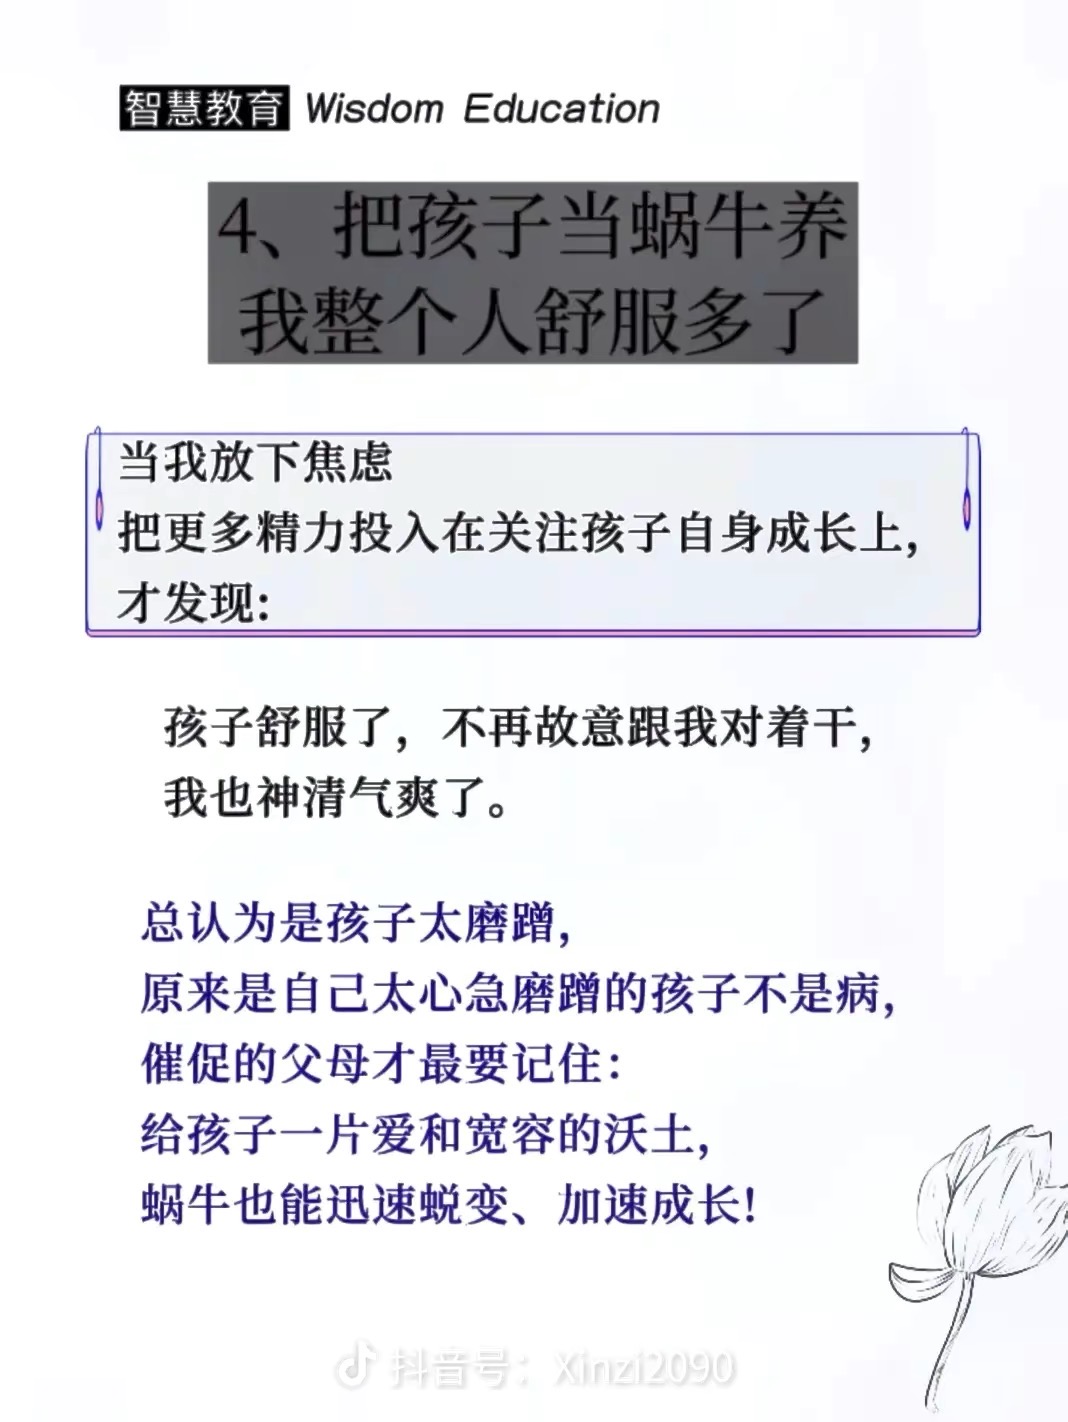 智慧教育 Wisdom Education
4、把孩子当蜗牛养
我整个人舒服多了
当我放下焦虑
把更多精力投入在关注孩子自身成长上,
才发现:
孩子舒服了，不再故意跟我对着干,
我也神清气爽了。
总认为是孩子太磨蹭,
原来是自己太心急磨蹭的孩子不是病,
催促的父母才最要记住:
给孩子一片爱和宽容的沃土,
蜗牛也能迅速蜕变、加速成长!
抖音号：Xinzi2090